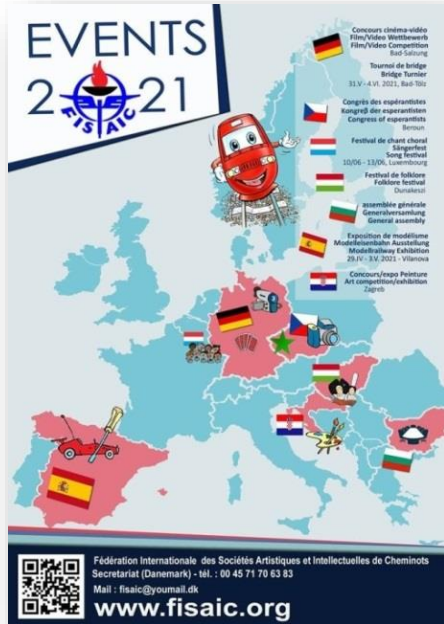 EVENTS
2021
FISAIC
Concours cinéma-vidéo
Film/Video Wettbewerb
Film/Video Competition
Bad-Salzung
Tournoi de bridge
Bridge Turnier
31.V - 4.VI. 2021, Bad-Tölz
Congrès des espérantistes
Kongreß der esperantisten
Congress of esperantists
Beroun
Festival de chant choral
Sängerfest
Song festival
10/06 - 13/06, Luxembourg
Festival de folklore
Folklore festival
Dunakeszi
assemblée générale
Generalversamlung
General assembly
Exposition de modélisme
Modelleisenbahn Ausstellung
Modelrailway Exhibition
29.IV - 3.V. 2021 - Vilanova
Concours/expo Peinture
Art competition/exhibition
Zagreb
Fédération Internationale des Sociétés Artistiques et Intellectuelles de Cheminots
Secretariat (Danemark) - tél. : 00 45 71 70 63 83
Mail : fisaic@youmail.dk
www.fisaic.org